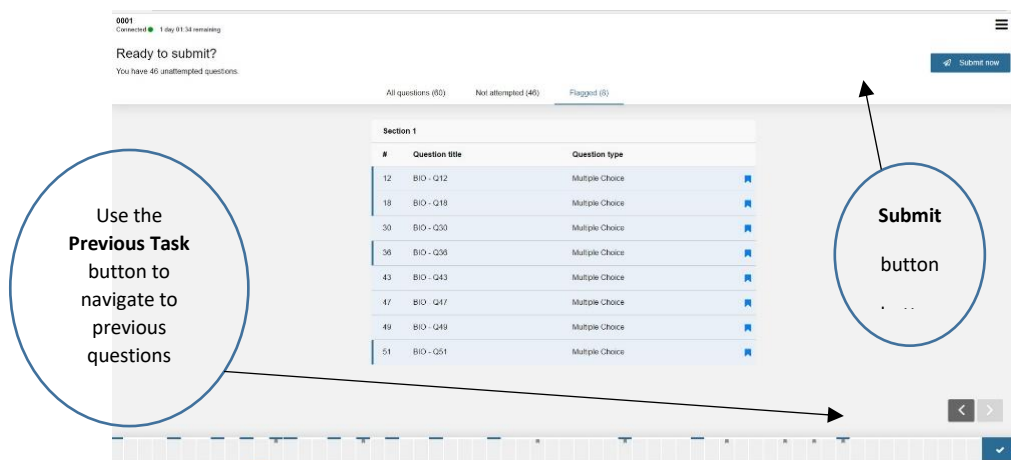 0001
Connected 1 day 01:34 remaining
Ready to submit?
You have 46 unattempted questions.
Submit now
All questions (60) Not attempted (46) Flagged (8)
Section 1
# Question title Question type
12 BIO - Q12 Multiple Choice
18 BIO - Q18 Multiple Choice
30 BIO - Q30 Multiple Choice
36 BIO - Q36 Multiple Choice
43 BIO - Q43 Multiple Choice
47 BIO - Q47 Multiple Choice
49 BIO - Q49 Multiple Choice
51 BIO - Q51 Multiple Choice
Use the
Previous Task
button to
navigate to
previous
questions
Submit
button